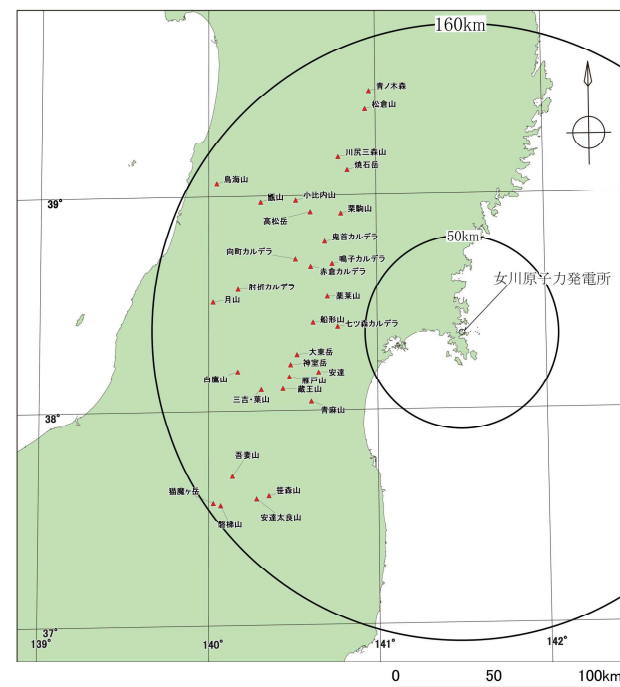 160km
青ノ木森
松倉山
川尻三森山
焼石岳
鳥海山
甑山
小比内山
39°
高松岳
栗駒山
鬼首カルデラ
50km
向町カルデラ
鳴子カルデラ
赤倉カルデラ
女川原子力発電所
肘折カルデラ
薬莱山
月山
船形山
七ツ森カルデラ
大東岳
神室岳
白鷹山
安達
雁戸山
三吉・葉山
蔵王山
青麻山
38°
吾妻山
猫魔ヶ岳
笹森山
磐梯山
安達太良山
37°
139°
140°
141°
142°
0 50 100km